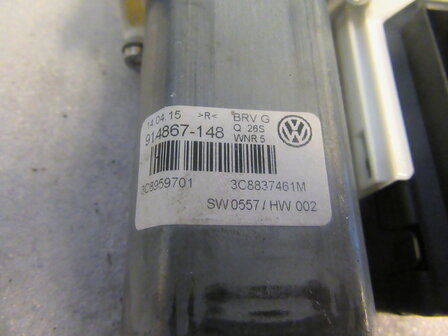 14.04.15 >R< BRV G
914867-148 Q 26S
WNR 5
3C8959701 3C8837461M
SW 0557 / HW 002